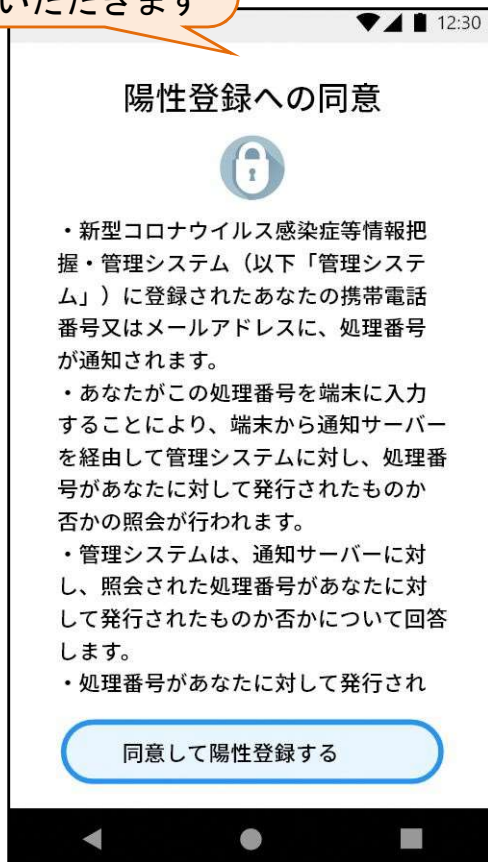 いただきます
12:30
陽性登録への同意
・新型コロナウイルス感染症等情報把
握・管理システム（以下「管理システ
ム」）に登録されたあなたの携帯電話
番号又はメールアドレスに、処理番号
が通知されます。
・あなたがこの処理番号を端末に入力
することにより、端末から通知サーバー
を経由して管理システムに対し、処理番
号があなたに対して発行されたものか
否かの照会が行われます。
・管理システムは、通知サーバーに対
し、照会された処理番号があなたに対
して発行されたものか否かについて回答
します。
・処理番号があなたに対して発行され
同意して陽性登録する